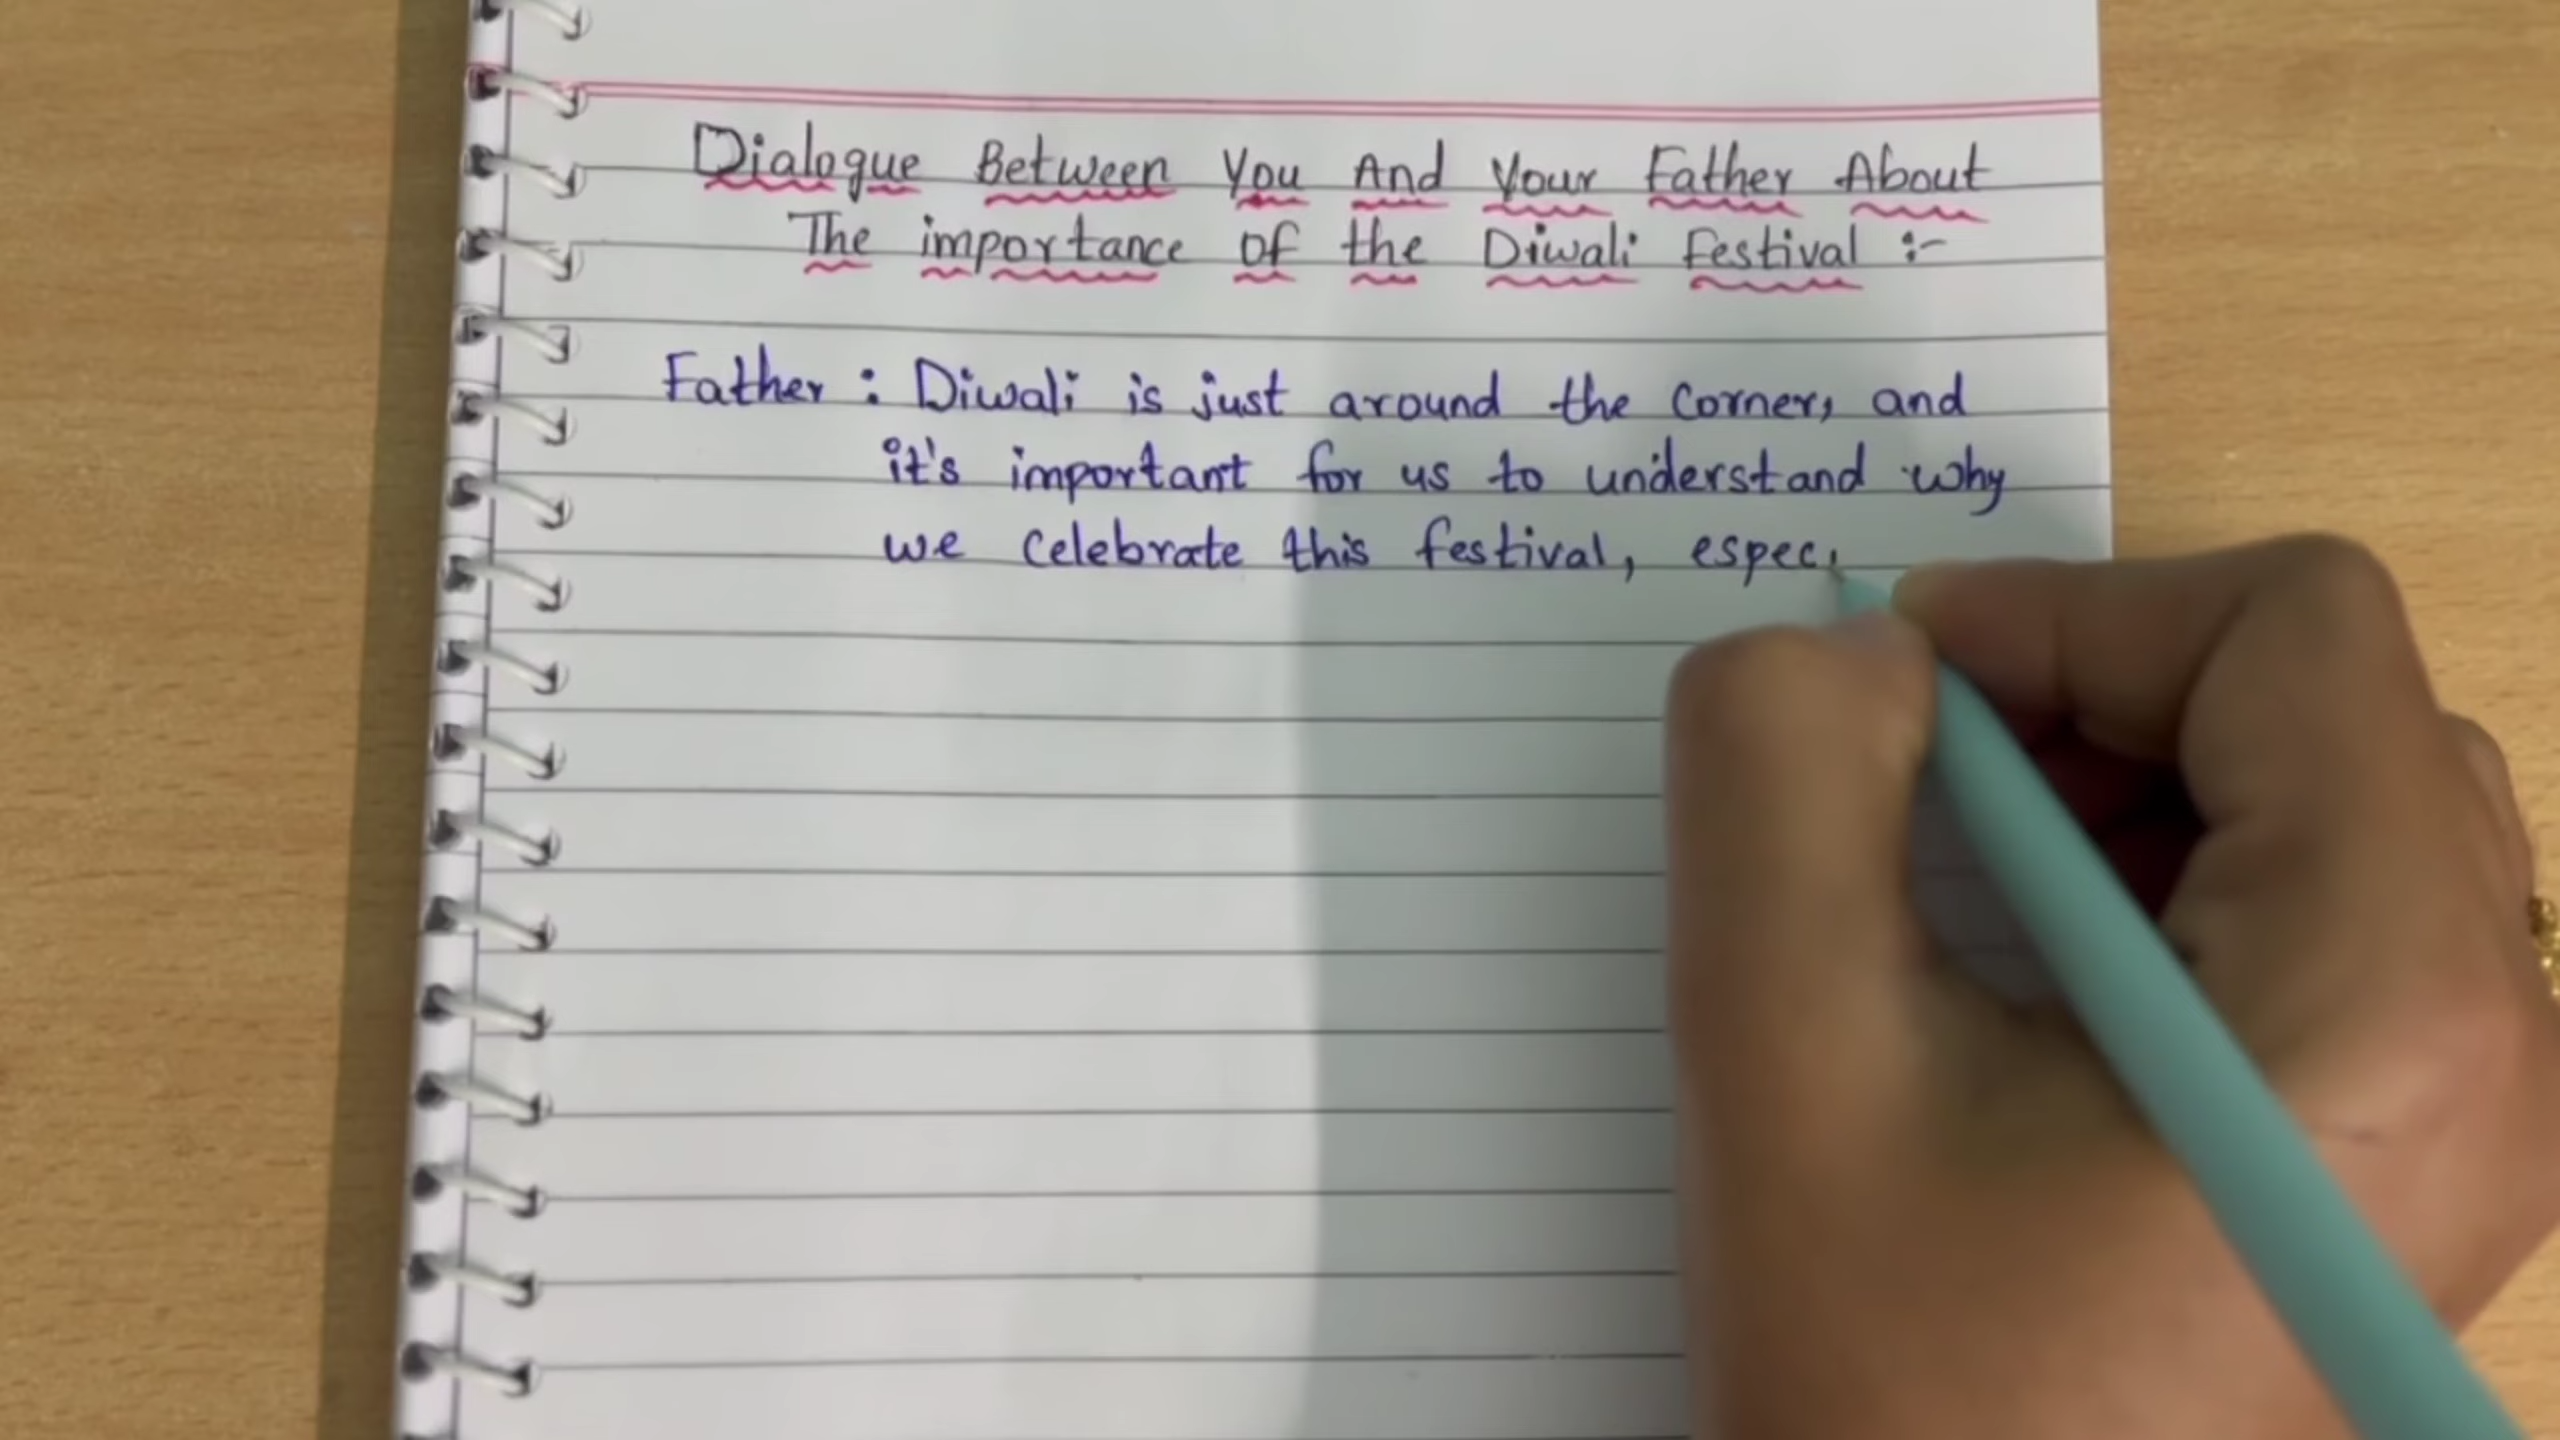 Dialogue Between You And Your Father About
The importance of the Diwali Festival :-
Father : Diwali is just around the corner, and
it's important for us to understand why
we celebrate this festival, espec